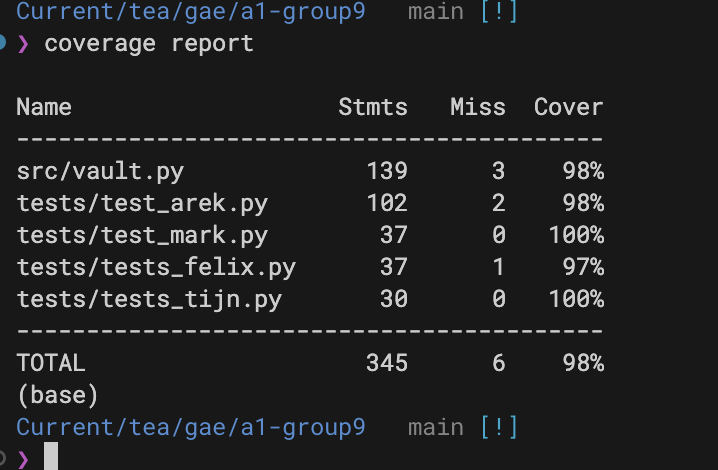 Current/tea/gae/a1-group9 main [!]
❯ coverage report
Name Stmts Miss Cover
-------------------------------------------
src/vault.py 139 3 98%
tests/test_arek.py 102 2 98%
tests/test_mark.py 37 0 100%
tests/tests_felix.py 37 1 97%
tests/tests_tijn.py 30 0 100%
-------------------------------------------
TOTAL 345 6 98%
(base)
Current/tea/gae/a1-group9 main [!]
❯